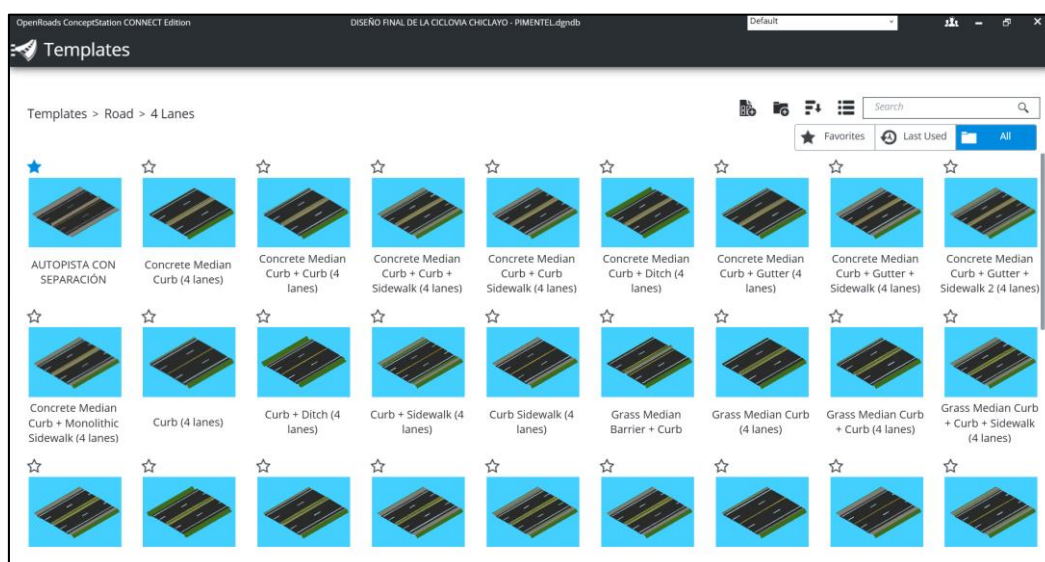 OpenRoads ConceptStation CONNECT Edition
DISEÑO FINAL DE LA CICLOVIA CHICLAYO - PIMENTEL.dgndb
Default
Templates
Templates > Road > 4 Lanes
Search
Favorites
Last Used
All
AUTOPISTA CON
SEPARACIÓN
Concrete Median
Curb (4 lanes)
Concrete Median
Curb + Curb (4
lanes)
Concrete Median
Curb + Curb +
Sidewalk (4 lanes)
Concrete Median
Curb + Curb
Sidewalk (4 lanes)
Concrete Median
Curb + Ditch (4
lanes)
Concrete Median
Curb + Gutter (4
lanes)
Concrete Median
Curb + Gutter +
Sidewalk (4 lanes)
Concrete Median
Curb + Gutter +
Sidewalk 2 (4 lanes)
Concrete Median
Curb + Monolithic
Sidewalk (4 lanes)
Curb (4 lanes)
Curb + Ditch (4
lanes)
Curb + Sidewalk (4
lanes)
Curb Sidewalk (4
lanes)
Grass Median
Barrier + Curb
Grass Median Curb
(4 lanes)
Grass Median Curb
+ Curb (4 lanes)
Grass Median Curb
+ Curb + Sidewalk
(4 lanes)